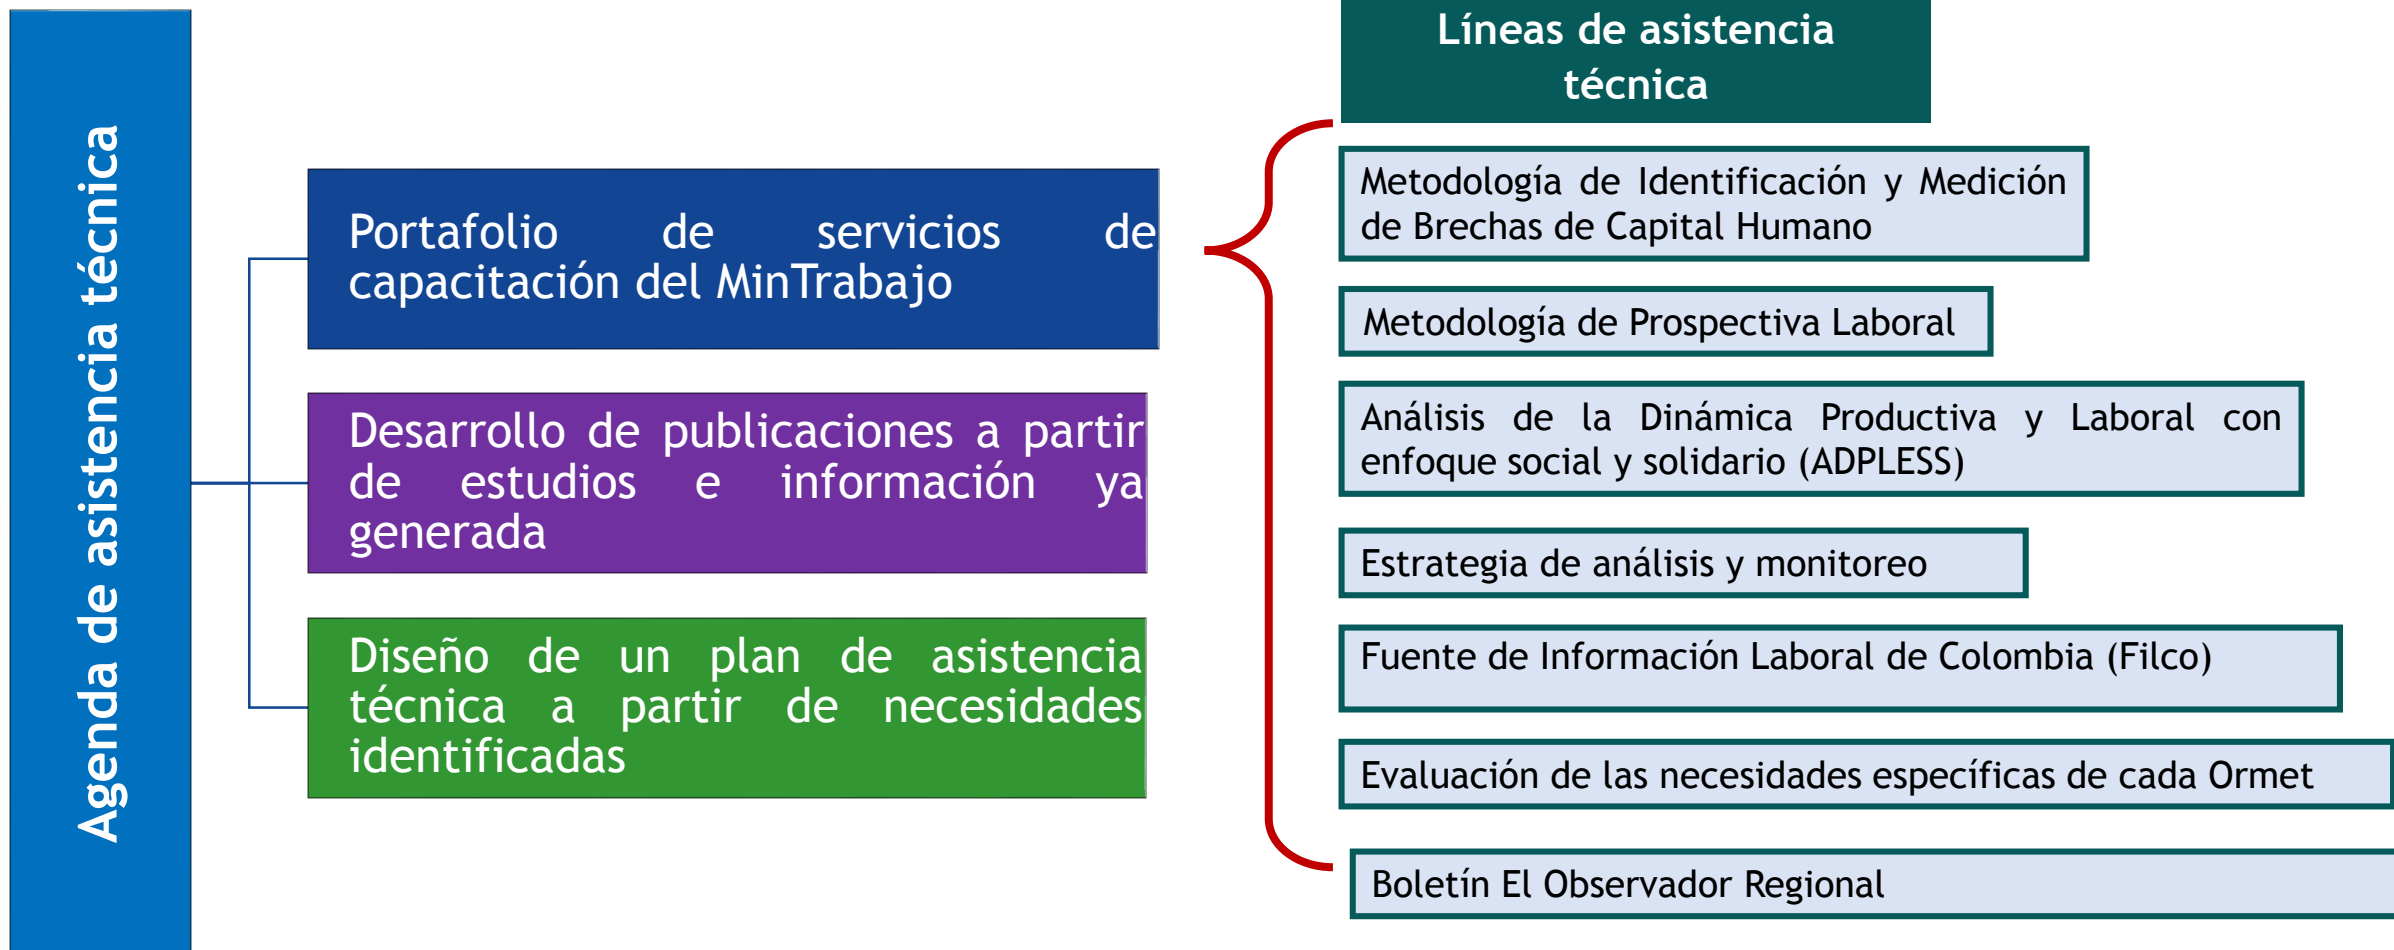 Agenda de asistencia técnica
Portafolio de servicios de
capacitación del MinTrabajo
Desarrollo de publicaciones a partir
de estudios e información ya
generada
Diseño de un plan de asistencia
técnica a partir de necesidades
identificadas
Líneas de asistencia
técnica
Metodología de Identificación y Medición
de Brechas de Capital Humano
Metodología de Prospectiva Laboral
Análisis de la Dinámica Productiva y Laboral con
enfoque social y solidario (ADPLESS)
Estrategia de análisis y monitoreo
Fuente de Información Laboral de Colombia (Filco)
Evaluación de las necesidades específicas de cada Ormet
Boletín El Observador Regional